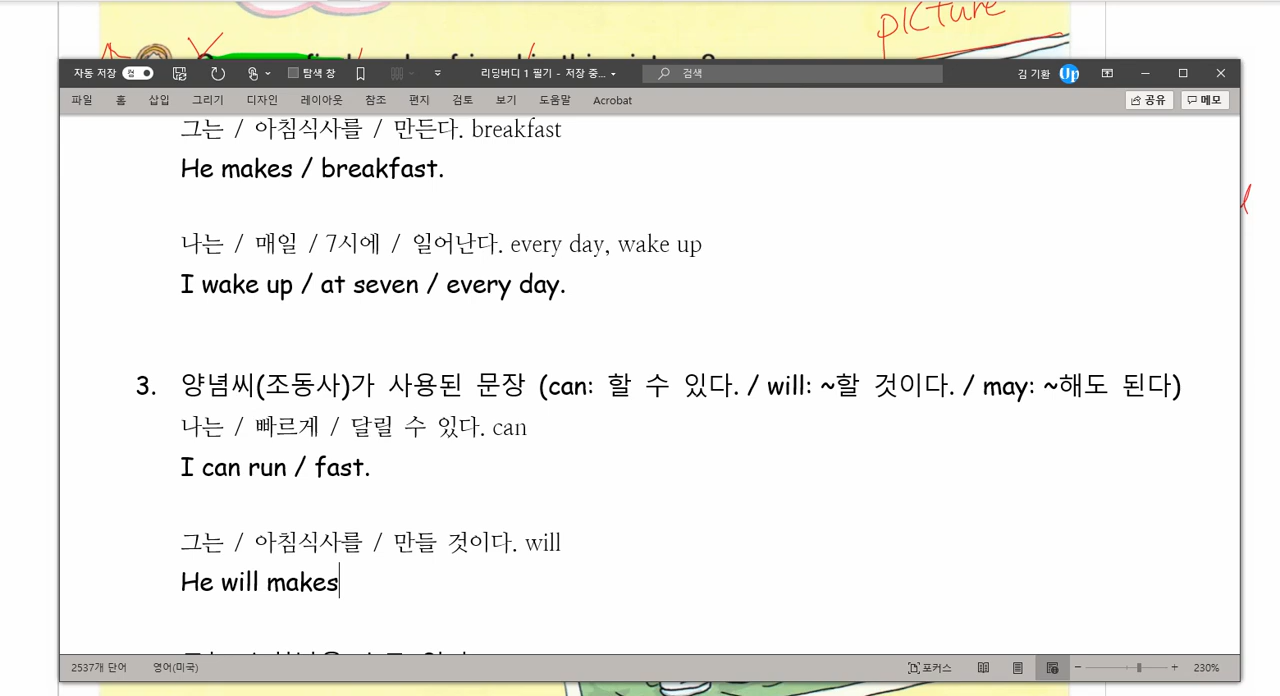 picture
자동 저장
탐색 창
리딩버디 1 필기 - 저장 중...
검색
김 기환
Up
파일 홈 삽입 그리기 디자인 레이아웃 참조 편지 검토 보기 도움말 Acrobat
공유 메모
그는 / 아침식사를 / 만든다. breakfast
He makes / breakfast.
나는 / 매일 / 7시에 / 일어난다. every day, wake up
I wake up / at seven / every day.
3. 양념씨(조동사)가 사용된 문장 (can: 할 수 있다. / will: ~할 것이다. / may: ~해도 된다)
나는 / 빠르게 / 달릴 수 있다. can
I can run / fast.
그는 / 아침식사를 / 만들 것이다. will
He will makes
2537개 단어 영어(미국)
포커스
230%